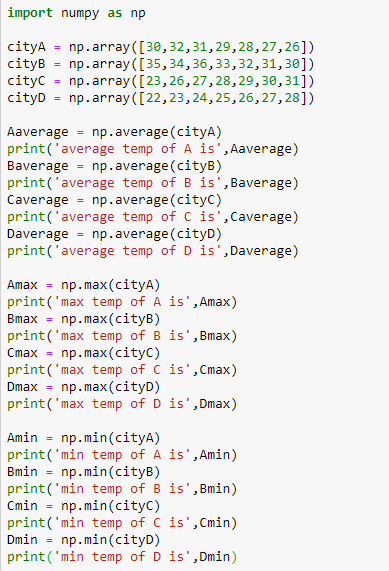 import numpy as np
cityA = np.array([30,32,31,29,28,27,26])
cityB = np.array([35,34,36,33,32,31,30])
cityC = np.array([23,26,27,28,29,30,31])
cityD = np.array([22,23,24,25,26,27,28])
Aaverage = np.average(cityA)
print('average temp of A is',Aaverage)
Baverage = np.average(cityB)
print('average temp of B is',Baverage)
Caverage = np.average(cityC)
print('average temp of C is',Caverage)
Daverage = np.average(cityD)
print('average temp of D is',Daverage)
Amax = np.max(cityA)
print('max temp of A is',Amax)
Bmax = np.max(cityB)
print('max temp of B is',Bmax)
Cmax = np.max(cityC)
print('max temp of C is',Cmax)
Dmax = np.max(cityD)
print('max temp of D is',Dmax)
Amin = np.min(cityA)
print('min temp of A is',Amin)
Bmin = np.min(cityB)
print('min temp of B is',Bmin)
Cmin = np.min(cityC)
print('min temp of C is',Cmin)
Dmin = np.min(cityD)
print('min temp of D is',Dmin)